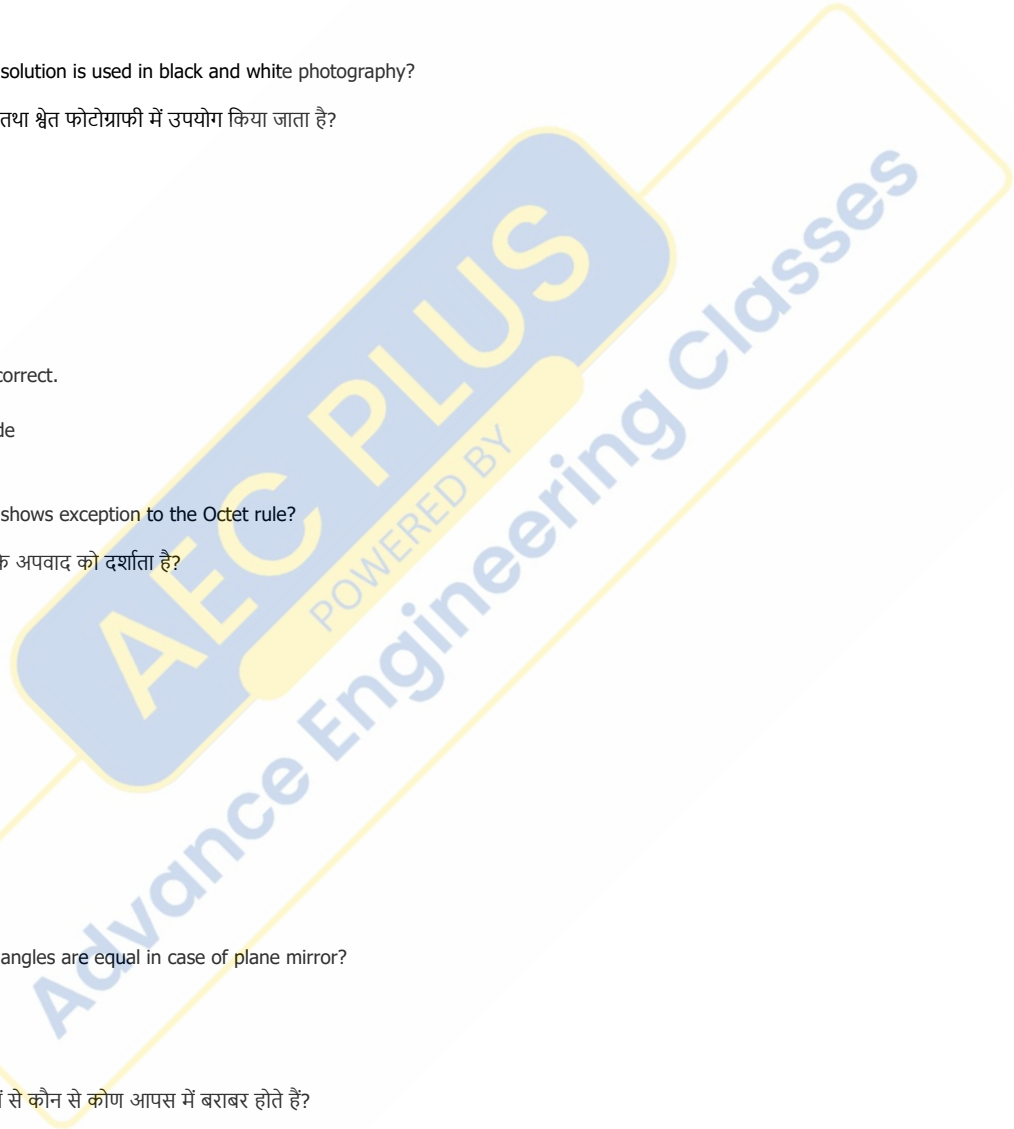 solution is used in black and white photography?
तथा श्वेत फोटोग्राफी में उपयोग किया जाता है?
correct.
de
shows exception to the Octet rule?
के अपवाद को दर्शाता है?
angles are equal in case of plane mirror?
से कौन से कोण आपस में बराबर होते हैं?
AEC PLUS
POWERED BY
Advance Engineering Classes